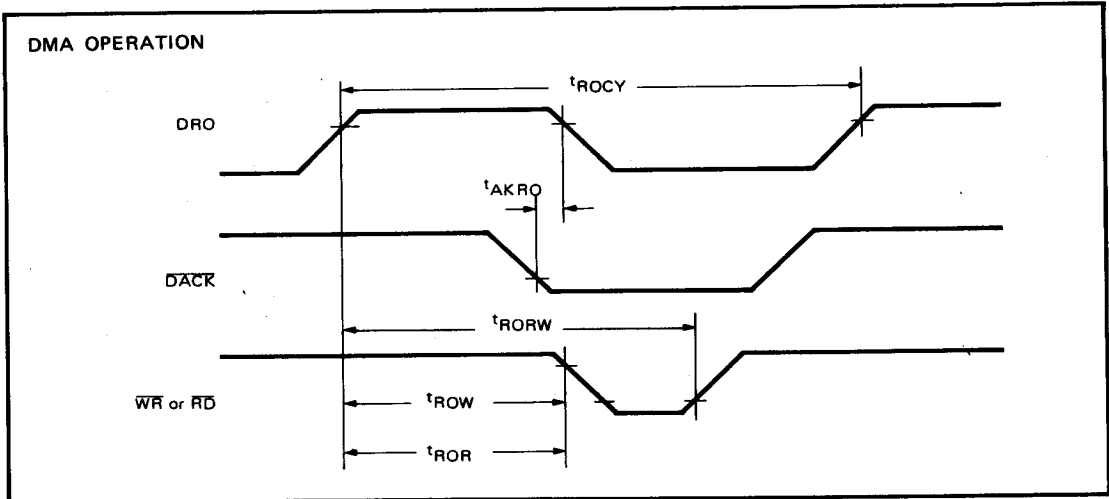 DMA OPERATION
tROCY
DRO
tAKRO
DACK
tRORW
WR or RD
tROW
tROR